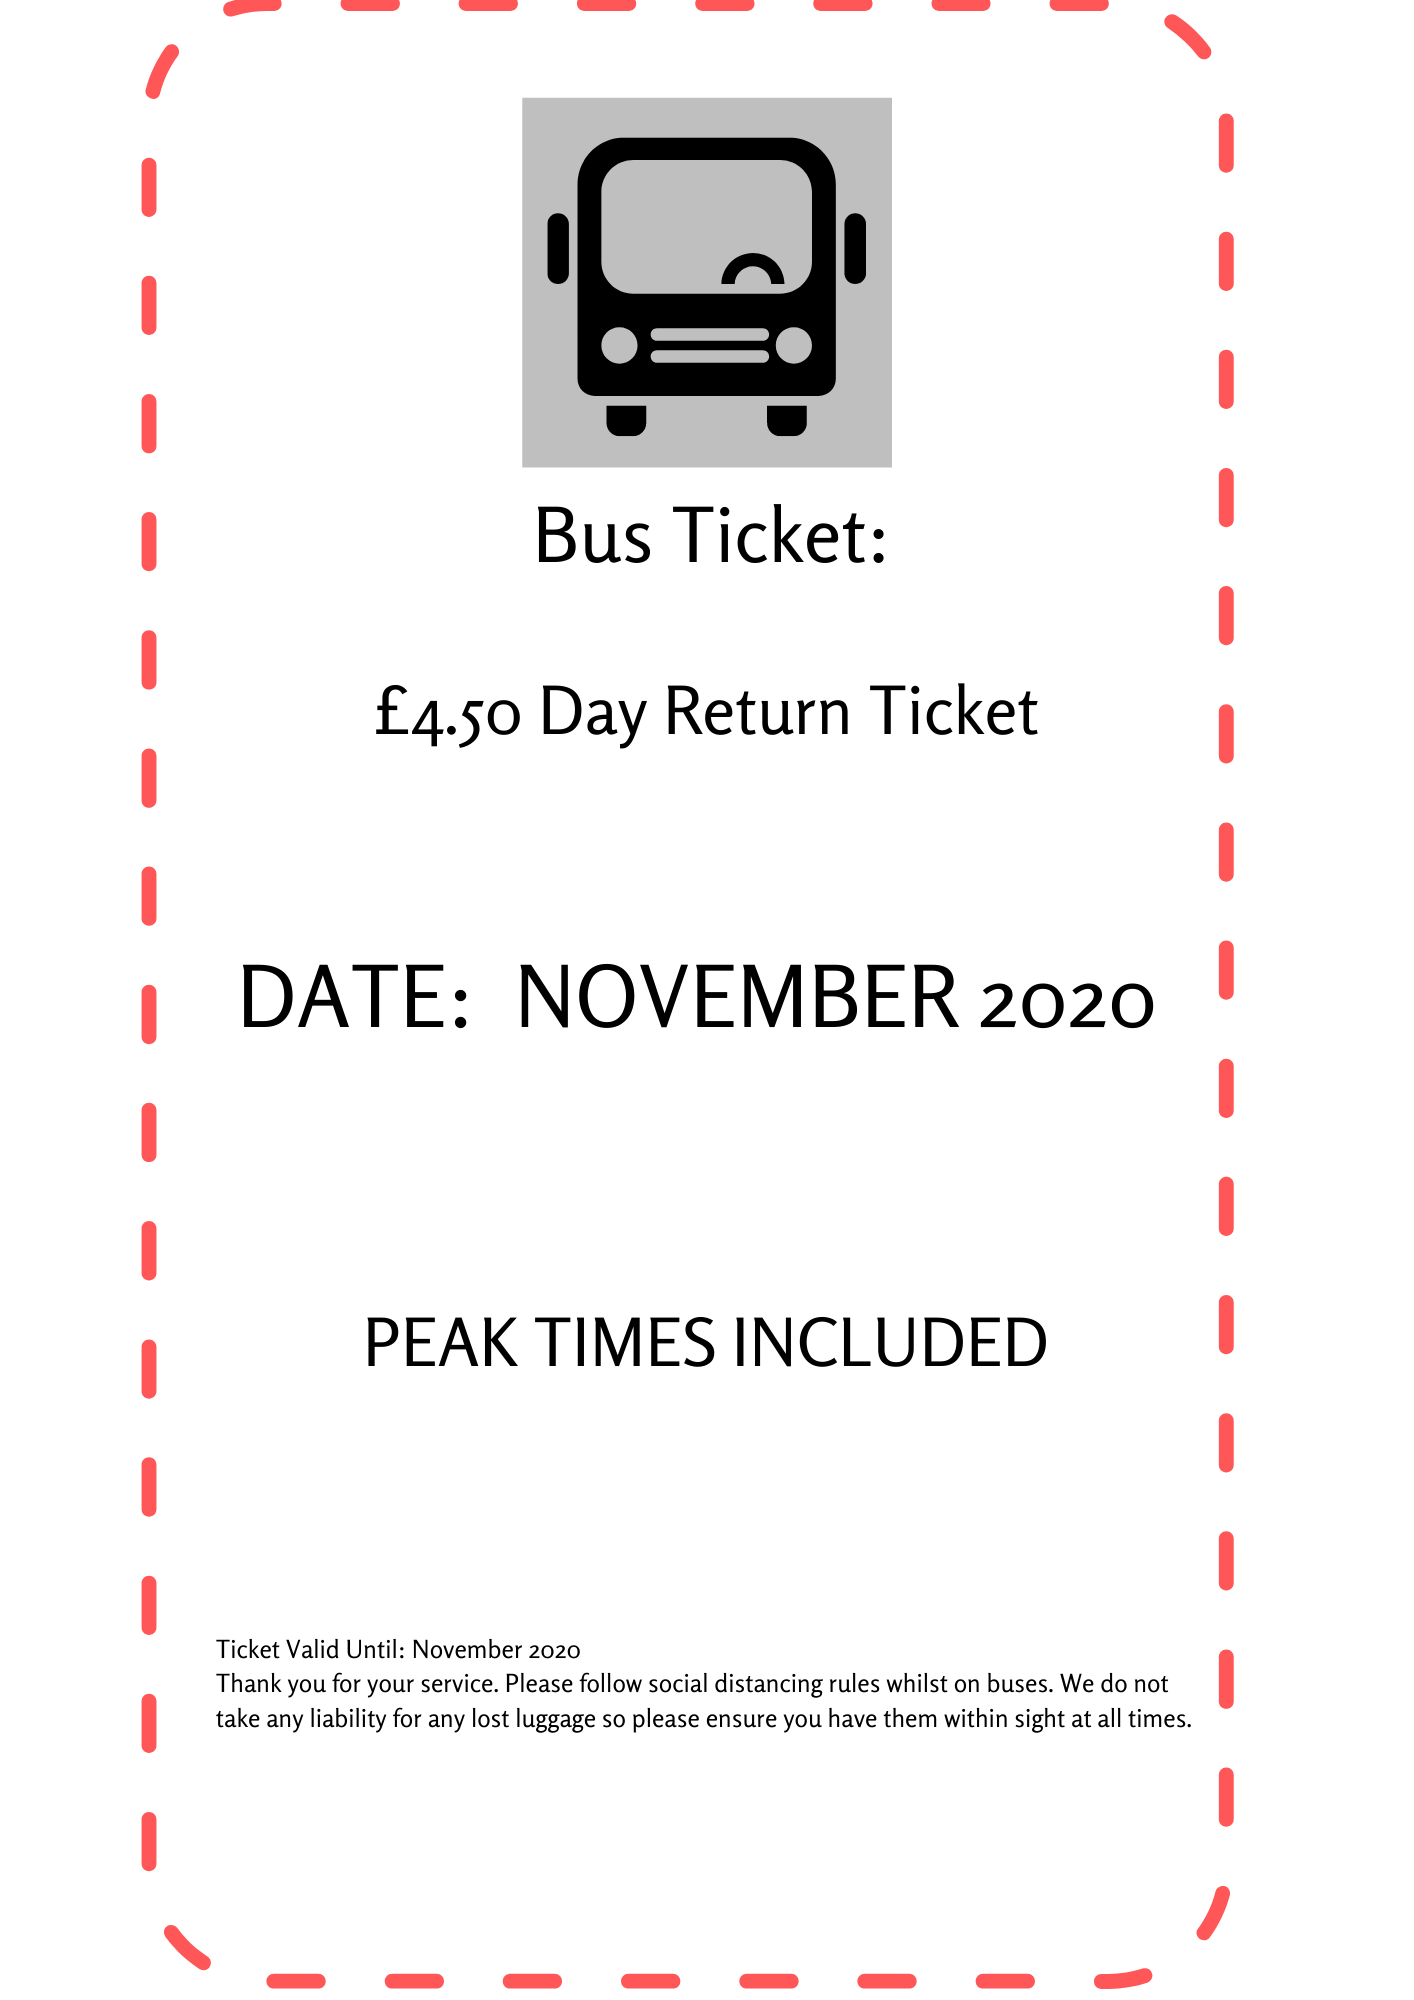 Bus Ticket:
£4.50 Day Return Ticket
DATE: NOVEMBER 2020
PEAK TIMES INCLUDED
Ticket Valid Until: November 2020
Thank you for your service. Please follow social distancing rules whilst on buses. We do not
take any liability for any lost luggage so please ensure you have them within sight at all times.